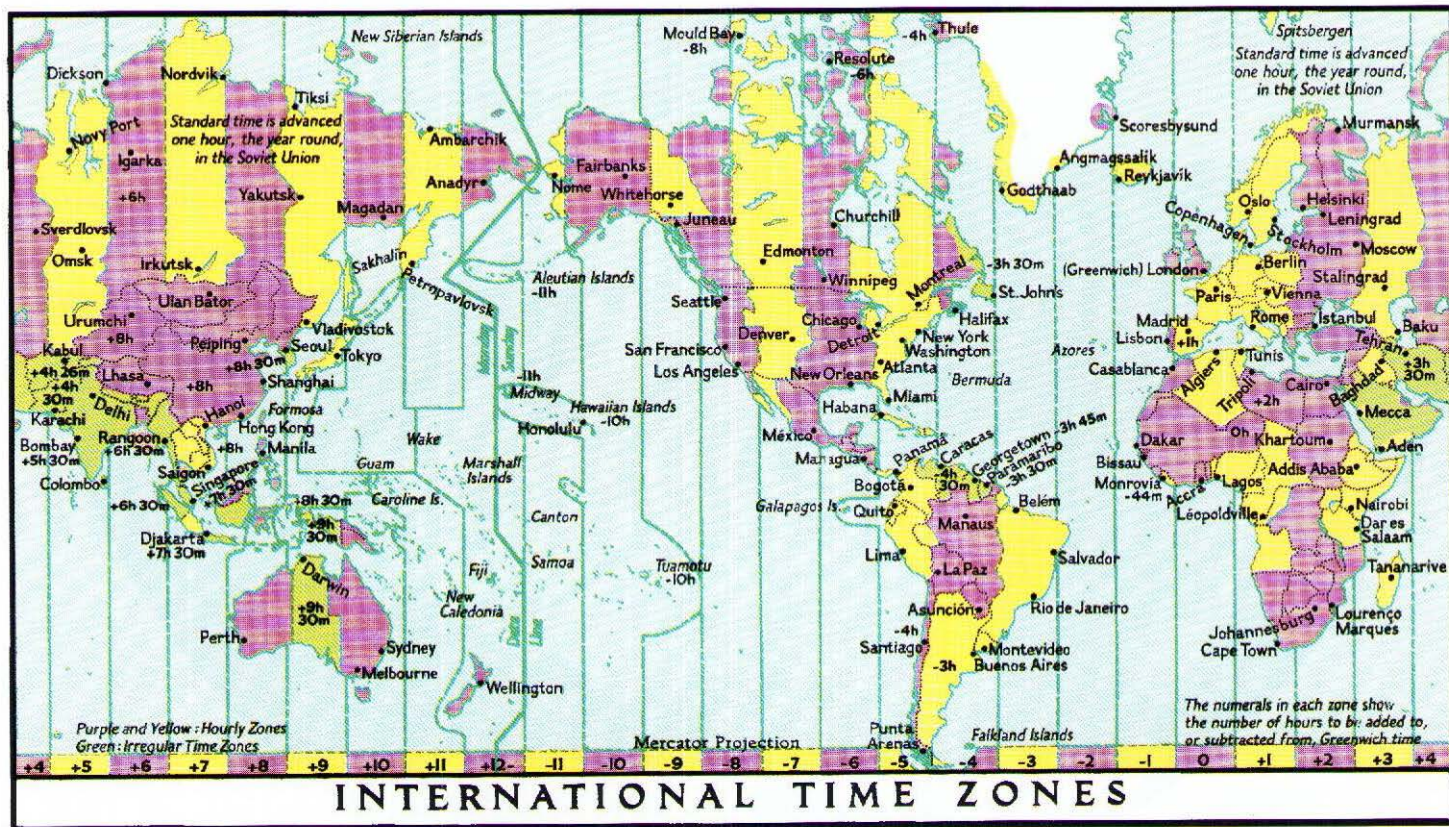 New Siberian Islands
Dickson
Nordvik
Tiksi
Novy Port
Standard time is advanced
one hour, the year round,
in the Soviet Union
Igarka
+6h
Ambarchik
Yakutsk
Anadyr
Magadan
Sverdlovsk
Omsk
Irkutsk
Sakhalin
Petropavlovsk
Ulan Bator
Urumchi
+8h
Vladivostok
Peiping
Seoul
+8h 30m
Tokyo
Kabul
+4h 26m
+4h
30m
Lhasa
+8h
Shanghai
Karachi
Delhi
Hanoi
Formosa
Hong Kong
Bombay
+5h 30m
Rangoon
+6h 30m
+8h
Manila
Saigon
Colombo
Singapore
+7h 30m
+6h 30m
+8h 30m
Djakarta
+7h 30m
+9h
30m
Darwin
+9h
30m
Perth
Sydney
Melbourne
Wellington
Monday
Sunday
Wake
Guam
Marshall
Islands
Caroline Is.
Canton
Fiji
Samoa
New
Caledonia
Date
Line
Tuamotu
-10h
Aleutian Islands
-11h
-11h
Midway
Hawaiian Islands
-10h
Honolulu
Nome
Fairbanks
Whitehorse
Juneau
Mould Bay
-8h
Resolute
-6h
-4h
Thule
Churchill
Edmonton
Winnipeg
Montreal
-3h 30m
St. John's
Seattle
Halifax
Denver
Chicago
Detroit
New York
Washington
San Francisco
Los Angeles
Atlanta
New Orleans
Bermuda
Miami
Habana
México
Managua
Panamá
Caracas
-4h
30m
Georgetown -3h 45m
Paramaribo
-3h 30m
Bogotá
Belém
Galapagos Is.
Quito
Manaus
Lima
Salvador
La Paz
Asunción
Rio de Janeiro
-4h
Santiago
-3h
Montevideo
Buenos Aires
Punta
Arenas
Falkland Islands
Scoresbysund
Angmagssalik
Reykjavík
Godthaab
Azores
Spitsbergen
Standard time is advanced
one hour, the year round,
in the Soviet Union
Murmansk
Oslo
Helsinki
Leningrad
Copenhagen
Stockholm
Moscow
(Greenwich) London
Berlin
Stalingrad
Paris
Vienna
Madrid
+1h
Rome
Istanbul
Baku
Lisbon
Tehran
+3h
30m
Casablanca
Algier
Tunis
Tripoli
Cairo
+2h
Baghdad
Mecca
Dakar
0h
Khartoum
Aden
Bissau
Addis Ababa
Monrovia
-44m
Accra
Lagos
Léopoldville
Nairobi
Dar es
Salaam
Tananarive
Johannesburg
Lourenço
Marques
Cape Town
Purple and Yellow : Hourly Zones
Green : Irregular Time Zones
Mercator Projection
The numerals in each zone show
the number of hours to be added to,
or subtracted from, Greenwich time
+4 +5 +6 +7 +8 +9 +10 +11 +12 -12 -11 -10 -9 -8 -7 -6 -5 -4 -3 -2 -1 0 +1 +2 +3 +4
INTERNATIONAL TIME ZONES